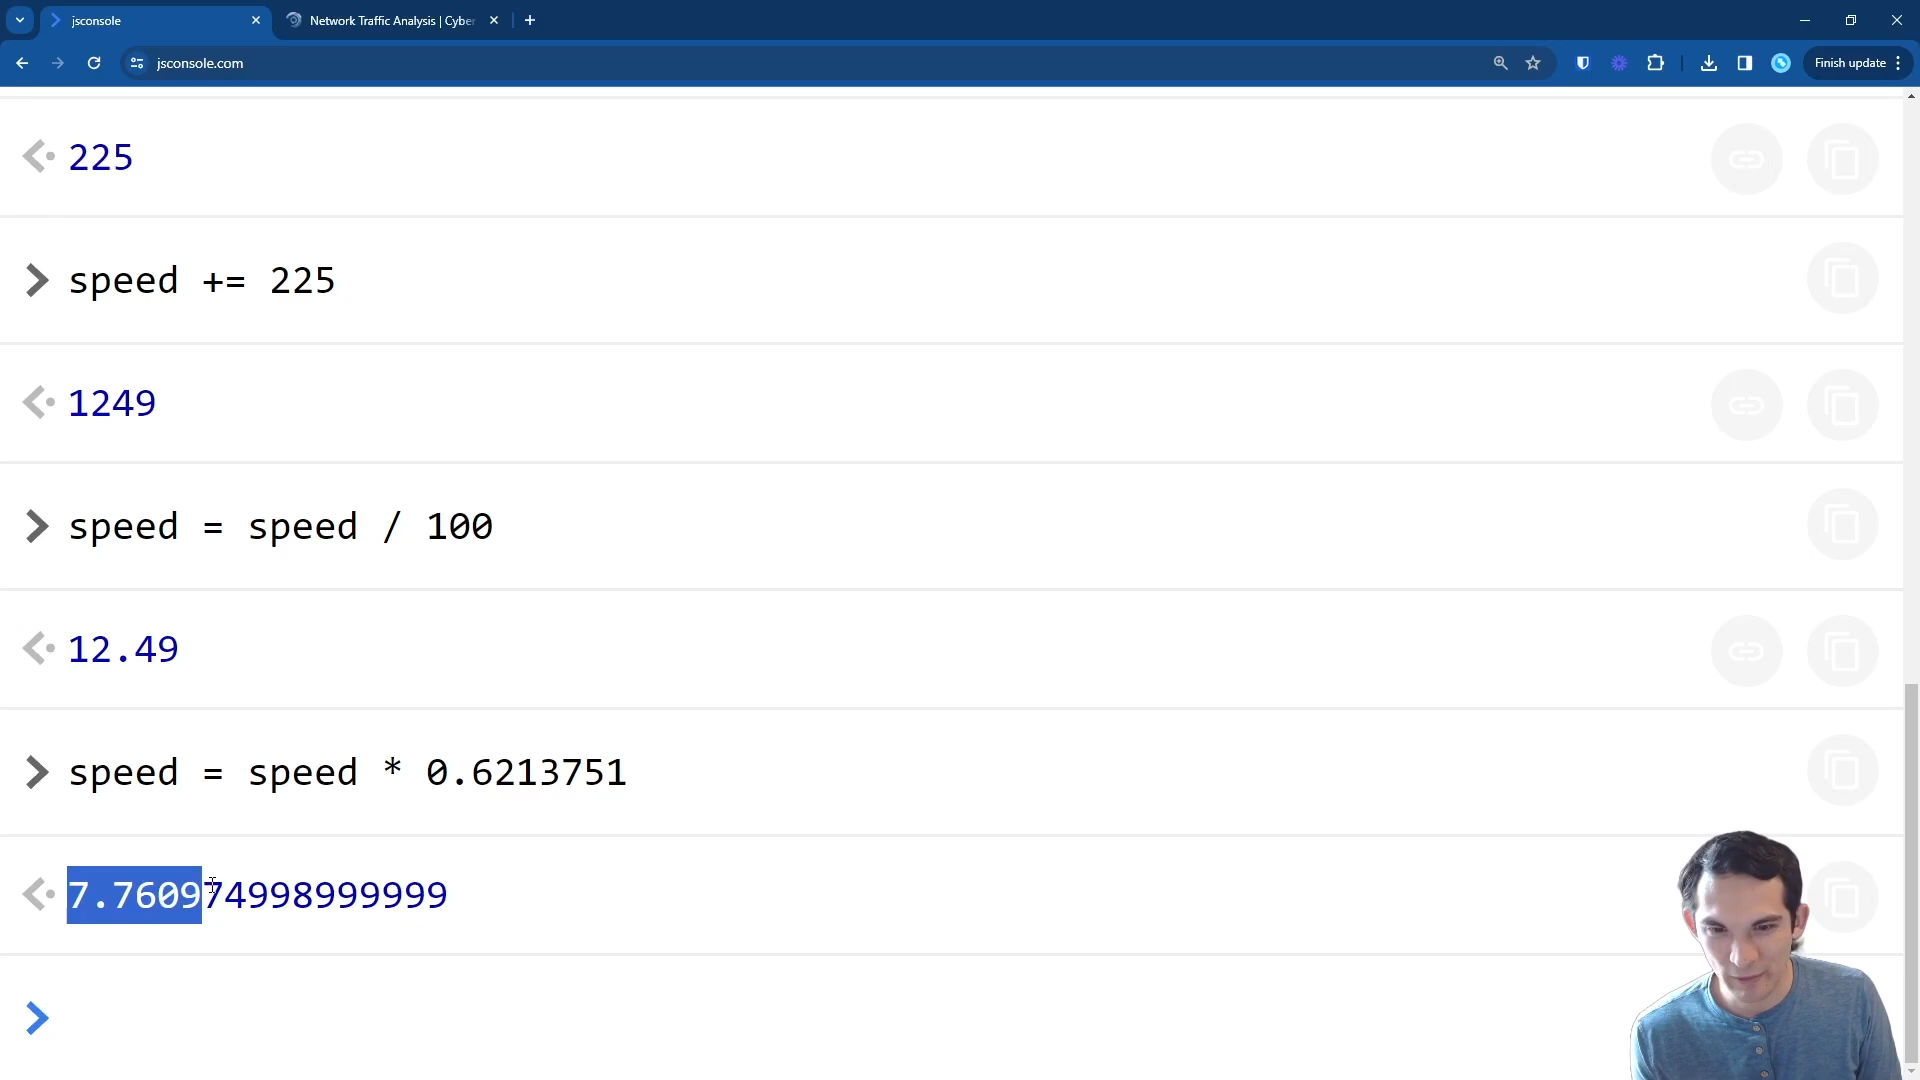 jsconsole
Network Traffic Analysis | Cyber
jsconsole.com
Finish update
225
speed += 225
1249
speed = speed / 100
12.49
speed = speed * 0.6213751
7.760974998999999